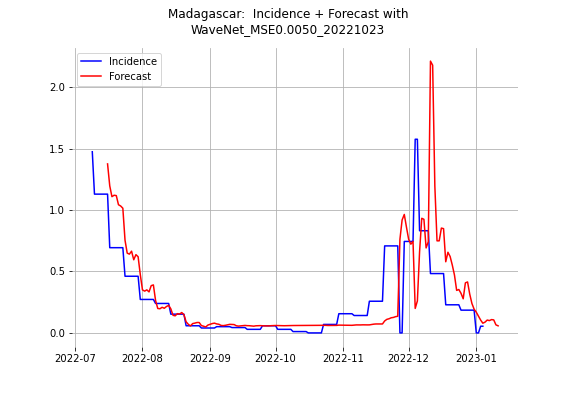 Madagascar:  Incidence + Forecast with
WaveNet_MSE0.0050_20221023
Incidence
Forecast
2.0
1.5
1.0
0.5
0.0
2022-07 2022-08 2022-09 2022-10 2022-11 2022-12 2023-01